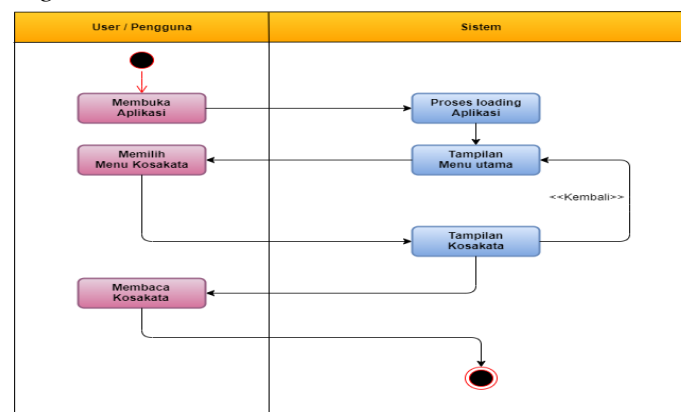 User / Pengguna
Sistem
Membuka
Aplikasi
Proses loading
Aplikasi
Memilih
Menu Kosakata
Tampilan
Menu utama
<<Kembali>>
Tampilan
Kosakata
Membaca
Kosakata